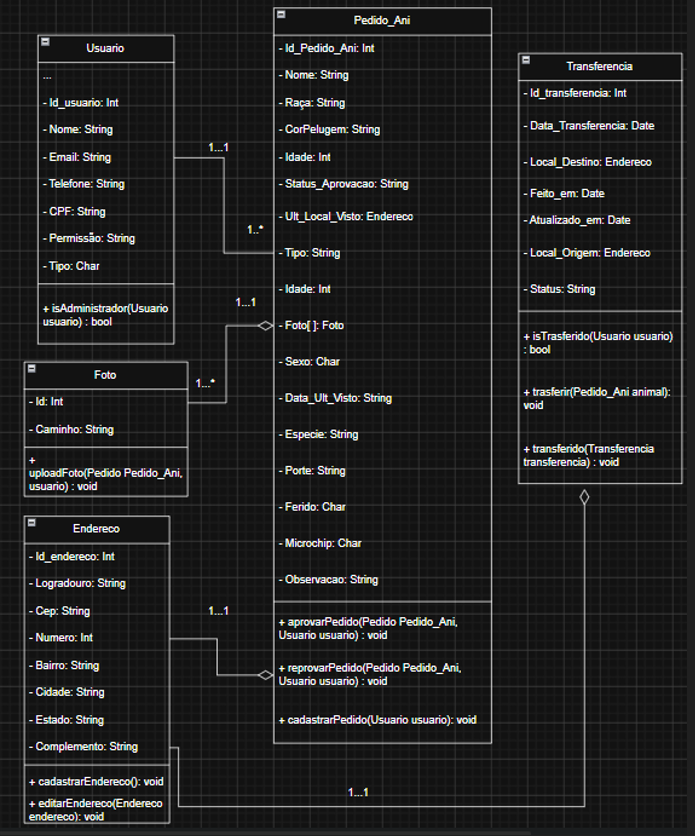 Usuario
...
- Id_usuario: Int
- Nome: String
- Email: String
- Telefone: String
- CPF: String
- Permissão: String
- Tipo: Char
+ isAdministrador(Usuario
usuario) : bool
Foto
- Id: Int
- Caminho: String
+
uploadFoto(Pedido Pedido_Ani,
usuario) : void
Endereco
- Id_endereco: Int
- Logradouro: String
- Cep: String
- Numero: Int
- Bairro: String
- Cidade: String
- Estado: String
- Complemento: String
+ cadastrarEndereco(): void
+ editarEndereco(Endereco
endereco): void
1...1
1..*
1...1
1...*
1...1
1...1
Pedido_Ani
- Id_Pedido_Ani: Int
- Nome: String
- Raça: String
- CorPelugem: String
- Idade: Int
- Status_Aprovacao: String
- Ult_Local_Visto: Endereco
- Tipo: String
- Idade: Int
- Foto[ ]: Foto
- Sexo: Char
- Data_Ult_Visto: String
- Especie: String
- Porte: String
- Ferido: Char
- Microchip: Char
- Observacao: String
+ aprovarPedido(Pedido Pedido_Ani,
Usuario usuario) : void
+ reprovarPedido(Pedido Pedido_Ani,
Usuario usuario) : void
+ cadastrarPedido(Usuario usuario): void
Transferencia
- Id_transferencia: Int
- Data_Transferencia: Date
- Local_Destino: Endereco
- Feito_em: Date
- Atualizado_em: Date
- Local_Origem: Endereco
- Status: String
+ isTrasferido(Usuario usuario)
: bool
+ trasferir(Pedido_Ani animal):
void
+ transferido(Transferencia
transferencia) : void